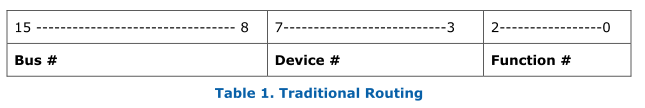 15 --------------------------------- 8 7-------------------------3 2----------------0
Bus # Device # Function #
Table 1. Traditional Routing